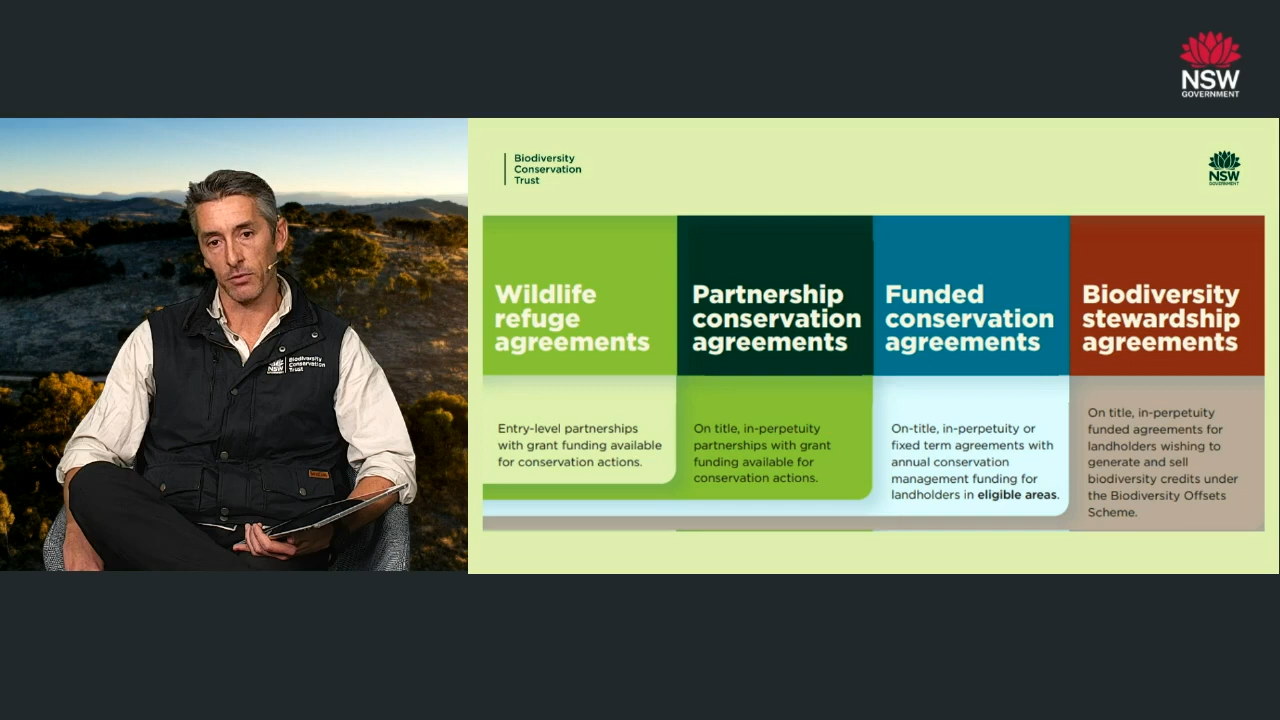 NSW
GOVERNMENT
Biodiversity
Conservation
Trust
NSW
GOVERNMENT
Wildlife
refuge
agreements
Partnership
conservation
agreements
Funded
conservation
agreements
Biodiversity
stewardship
agreements
Entry-level partnerships
with grant funding available
for conservation actions.
On title, in-perpetuity
partnerships with grant
funding available for
conservation actions.
On-title, in-perpetuity or
fixed term agreements with
annual conservation
management funding for
landholders in eligible areas.
On title, in-perpetuity
funded agreements for
landholders wishing to
generate and sell
biodiversity credits under
the Biodiversity Offsets
Scheme.
NSW
Biodiversity
Conservation
Trust